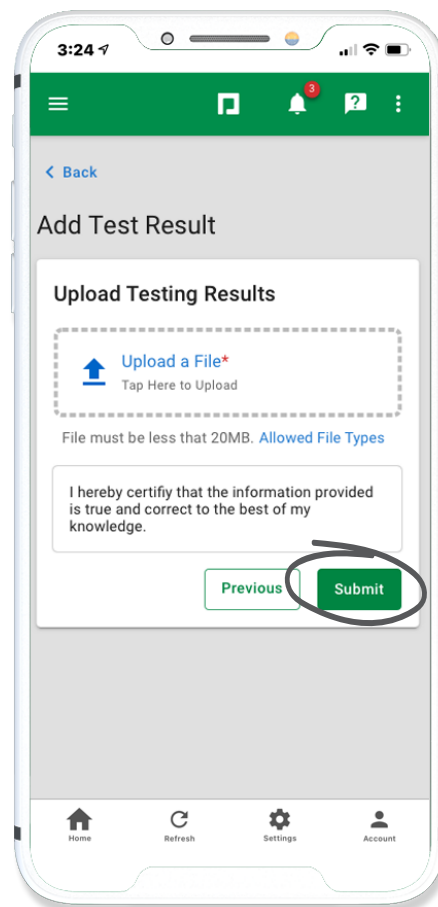 3:24
3
?
Back
Add Test Result
Upload Testing Results
Upload a File*
Tap Here to Upload
File must be less that 20MB. Allowed File Types
I hereby certifiy that the information provided
is true and correct to the best of my
knowledge.
Previous Submit
Home Refresh Settings Account